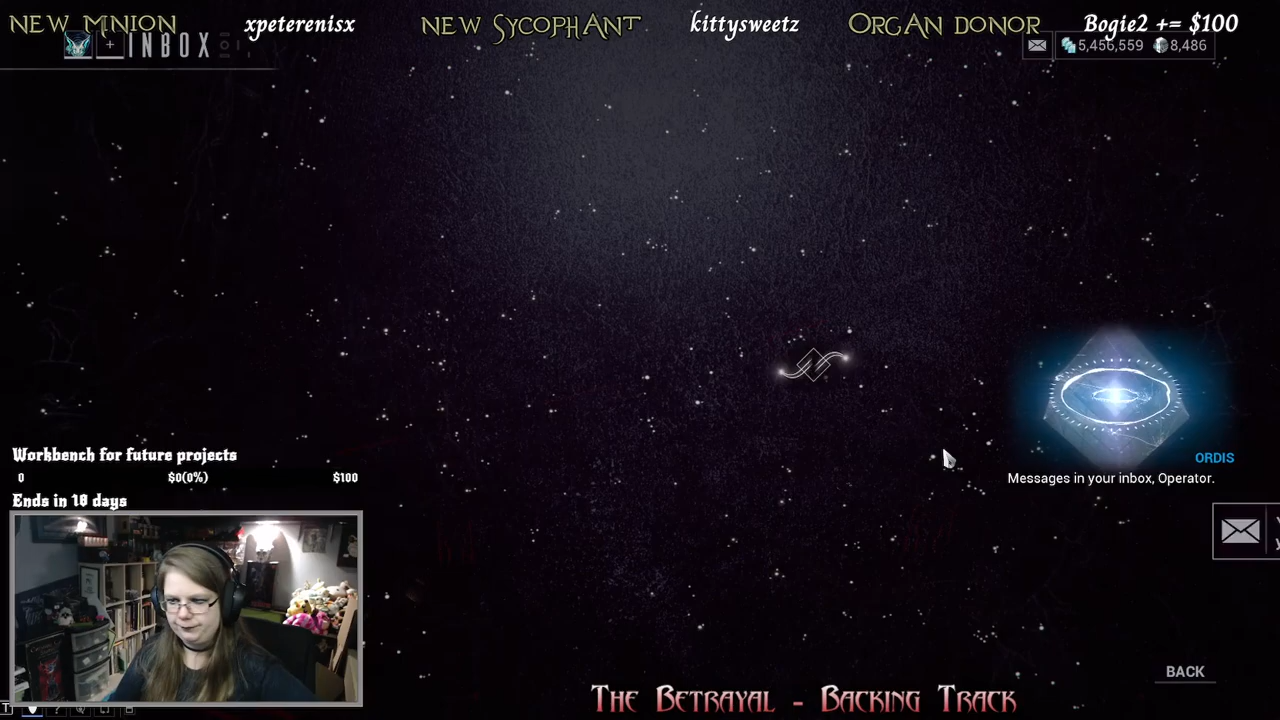 NEW MINION xpeterenisx NEW SYCOPHANT kittysweetz ORGAN DONOR Bogie2 += $100
INBOX
5,456,559 8,486
ORDIS
Messages in your inbox, Operator.
Workbench for future projects
0 $0(0%) $100
Ends in 10 days
BACK
The Betrayal - Backing Track